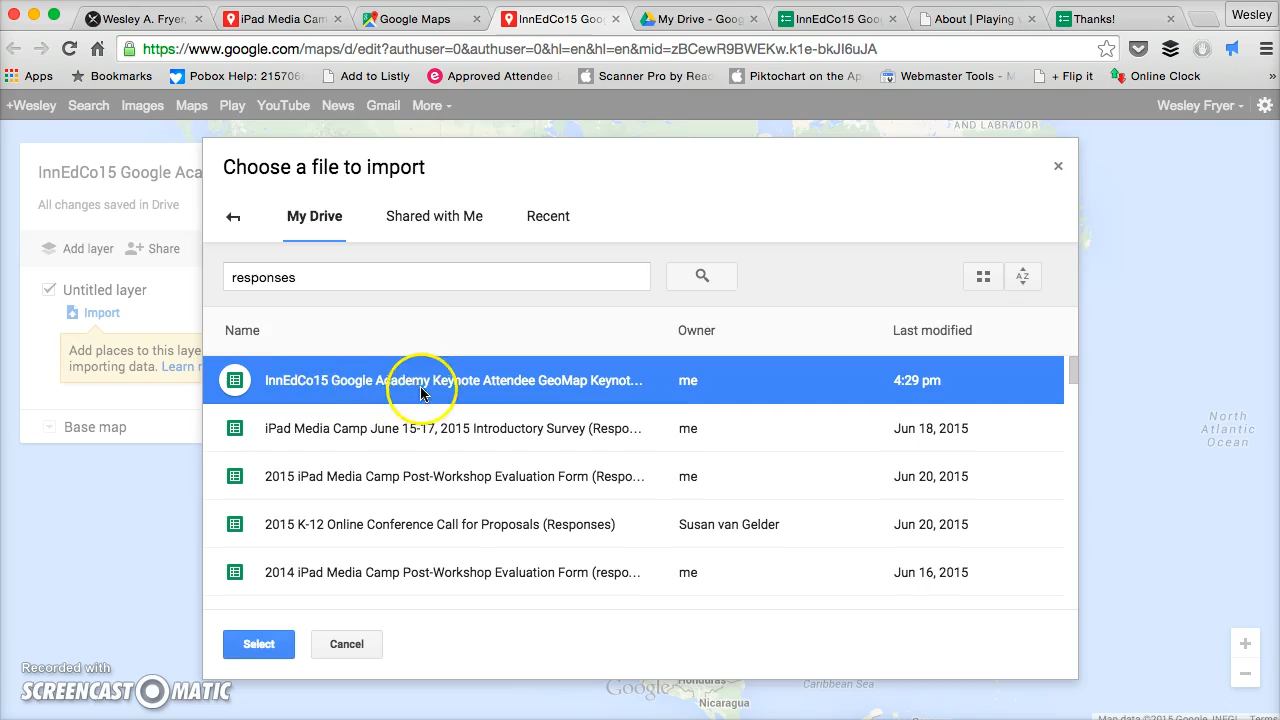 Wesley A. Fryer,
iPad Media Cam
Google Maps
InnEdCo15 Goo
My Drive - Goog
InnEdCo15 Goo
About | Playing
Thanks!
Wesley
https://www.google.com/maps/d/edit?authuser=0&authuser=0&hl=en&hl=en&mid=zBCewR9BWEKw.k1e-bkJI6uJA
Apps
Bookmarks
Pobox Help: 215706
Add to Listly
Approved Attendee
Scanner Pro by Re
Piktochart on the Ap
Webmaster Tools - M
+ Flip it
Online Clock
»
+Wesley Search Images Maps Play YouTube News Gmail More
Wesley Fryer
AND LABRADOR
InnEdCo15 Google Aca
All changes saved in Drive
Add layer
Share
Untitled layer
Import
Add places to this laye
importing data. Learn r
Base map
Choose a file to import
My Drive
Shared with Me
Recent
responses
Name
Owner
Last modified
InnEdCo15 Google Academy Keynote Attendee GeoMap Keynot...
me
4:29 pm
iPad Media Camp June 15-17, 2015 Introductory Survey (Respo...
me
Jun 18, 2015
2015 iPad Media Camp Post-Workshop Evaluation Form (Respo...
me
Jun 20, 2015
2015 K-12 Online Conference Call for Proposals (Responses)
Susan van Gelder
Jun 20, 2015
2014 iPad Media Camp Post-Workshop Evaluation Form (respo...
me
Jun 16, 2015
Select
Cancel
North
Atlantic
Ocean
Recorded with
SCREENCAST-O-MATIC
Google
Honduras
Nicaragua
Caribbean Sea
Map data ©2015 Google, INEGI
Terms